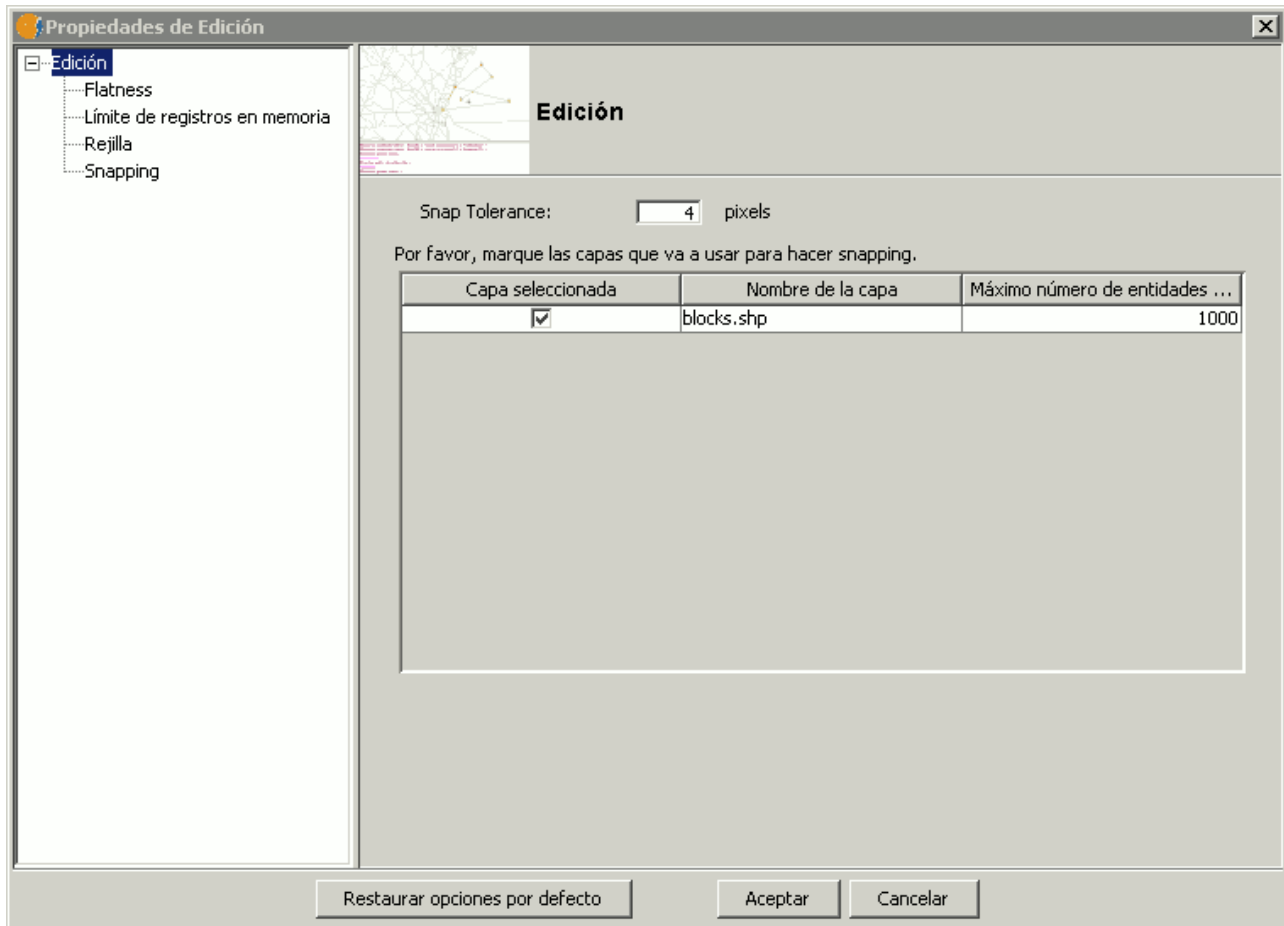 Propiedades de Edición
Edición
Flatness
Límite de registros en memoria
Rejilla
Snapping
Edición
Snap Tolerance: 4 pixels
Por favor, marque las capas que va a usar para hacer snapping.
Capa seleccionada Nombre de la capa Máximo número de entidades ...
blocks.shp 1000
Restaurar opciones por defecto Aceptar Cancelar